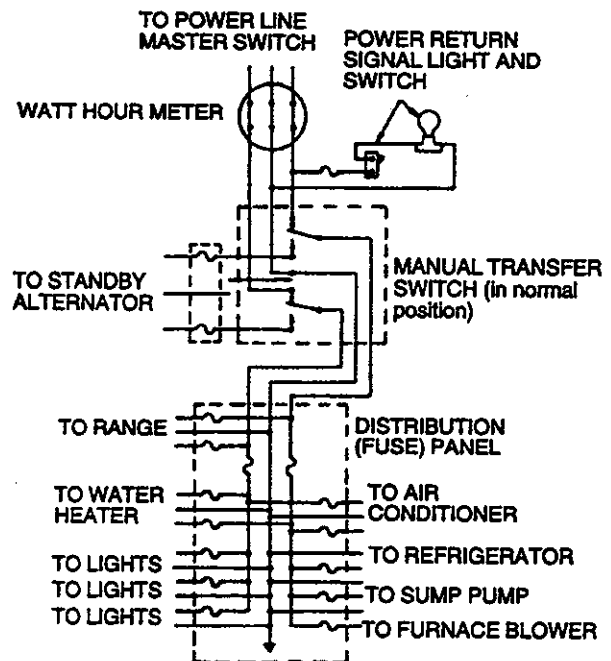 TO POWER LINE
MASTER SWITCH
POWER RETURN
SIGNAL LIGHT AND
SWITCH
WATT HOUR METER
TO STANDBY
ALTERNATOR
MANUAL TRANSFER
SWITCH (in normal
position)
TO RANGE
DISTRIBUTION
(FUSE) PANEL
TO WATER
HEATER
TO AIR
CONDITIONER
TO LIGHTS
TO REFRIGERATOR
TO LIGHTS
TO SUMP PUMP
TO LIGHTS
TO FURNACE BLOWER